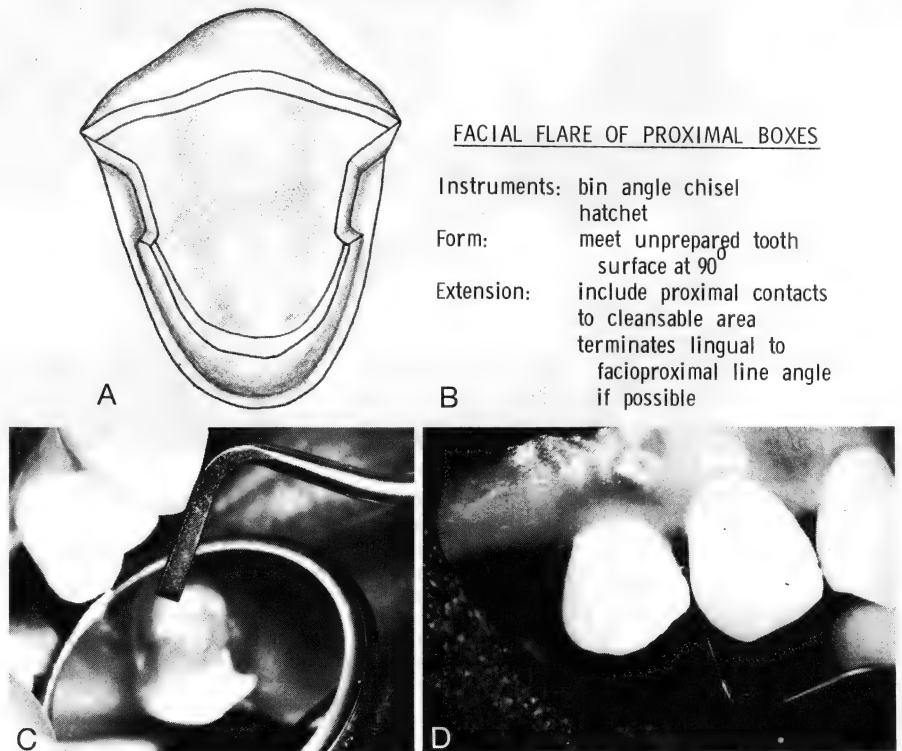 FACIAL FLARE OF PROXIMAL BOXES
Instruments: bin angle chisel
hatchet
Form: meet unprepared tooth
surface at 90°
Extension: include proximal contacts
to cleansable area
terminates lingual to
facioproximal line angle
if possible
A
B
C
D